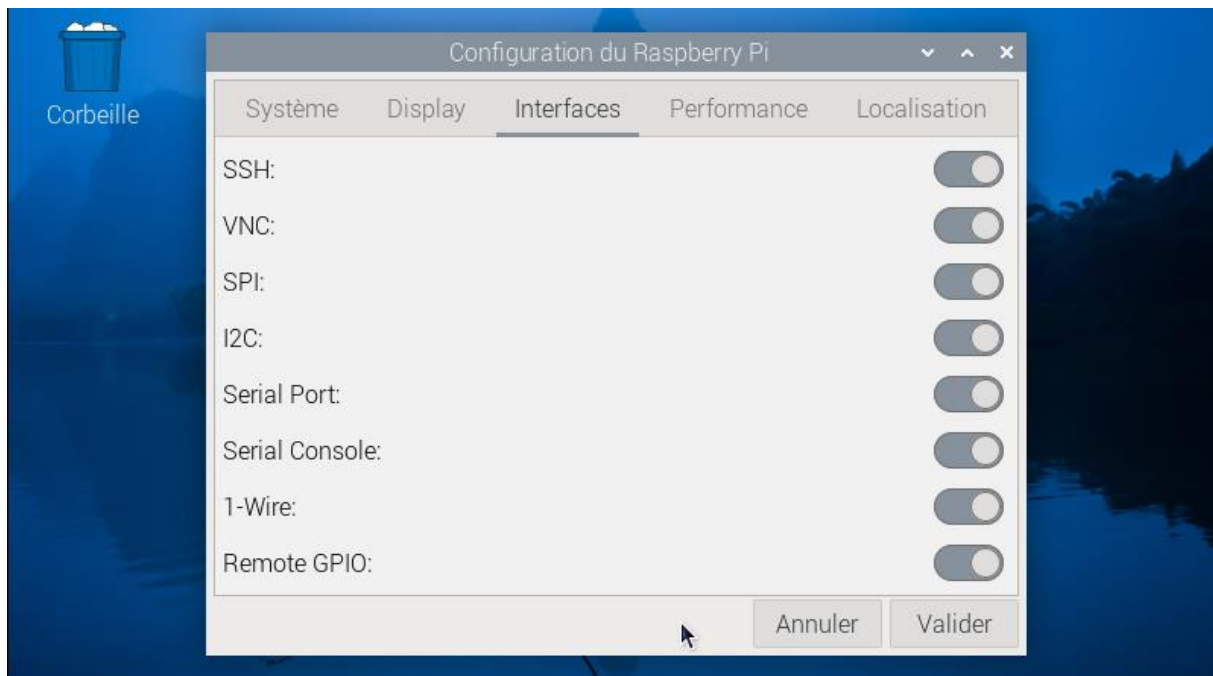 Corbeille
Configuration du Raspberry Pi
Système Display Interfaces Performance Localisation
SSH:
VNC:
SPI:
I2C:
Serial Port:
Serial Console:
1-Wire:
Remote GPIO:
Annuler Valider